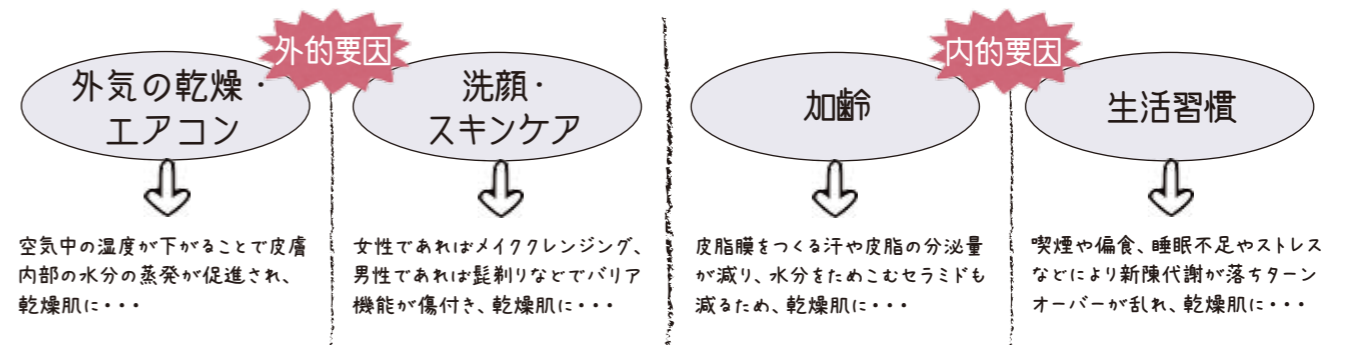 外的要因
外気の乾燥・
エアコン
空気中の湿度が下がることで皮膚
内部の水分の蒸発が促進され、
乾燥肌に・・・
洗顔・
スキンケア
女性であればメイククレンジング、
男性であれば髭剃りなどでバリア
機能が傷付き、乾燥肌に・・・
内的要因
加齢
皮脂膜をつくる汗や皮脂の分泌量
が減り、水分をためこむセラミドも
減るため、乾燥肌に・・・
生活習慣
喫煙や偏食、睡眠不足やストレス
などにより新陳代謝が落ちターン
オーバーが乱れ、乾燥肌に・・・